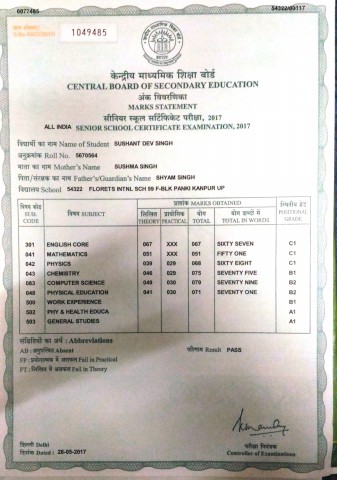 6677485
54322/00117
1049485
केन्द्रीय माध्यमिक शिक्षा बोर्ड
CENTRAL BOARD OF SECONDARY EDUCATION
अंक विवरणिका
MARKS STATEMENT
सीनियर स्कूल सर्टिफिकेट परीक्षा, 2017
ALL INDIA SENIOR SCHOOL CERTIFICATE EXAMINATION, 2017
विद्यार्थी का नाम Name of Student SUSHANT DEV SINGH
अनुक्रमांक Roll No. 5670564
माता का नाम Mother's Name SUSHMA SINGH
पिता/संरक्षक का नाम Father's/Guardian's Name SHYAM SINGH
विद्यालय School 54322 FLORETS INTNL SCH 99 F-BLK PANKI KANPUR UP
प्राप्तांक MARKS OBTAINED
विषय कोड SUB. CODE विषय SUBJECT लिखित THEORY प्रायोगिक PRACTICAL योग TOTAL योग शब्दों में TOTAL IN WORDS स्थितीय ग्रेड POSITIONAL GRADE
301 ENGLISH CORE 067 XXX 067 SIXTY SEVEN C1
041 MATHEMATICS 051 XXX 051 FIFTY ONE C1
042 PHYSICS 039 029 068 SIXTY EIGHT C1
043 CHEMISTRY 046 029 075 SEVENTY FIVE B1
083 COMPUTER SCIENCE 049 030 079 SEVENTY NINE B2
048 PHYSICAL EDUCATION 041 030 071 SEVENTY ONE B2
500 WORK EXPERIENCE B1
502 PHY & HEALTH EDUCA A1
503 GENERAL STUDIES A1
संक्षिप्तियों का अर्थ : Abbreviations
AB : अनुपस्थित Absent
परिणाम Result PASS
FP : प्रयोगात्मक में असफल Fail in Practical
FT : लिखित में असफल Fail in Theory
दिल्ली Delhi
दिनांक Dated : 28-05-2017
परीक्षा नियंत्रक
Controller of Examinations